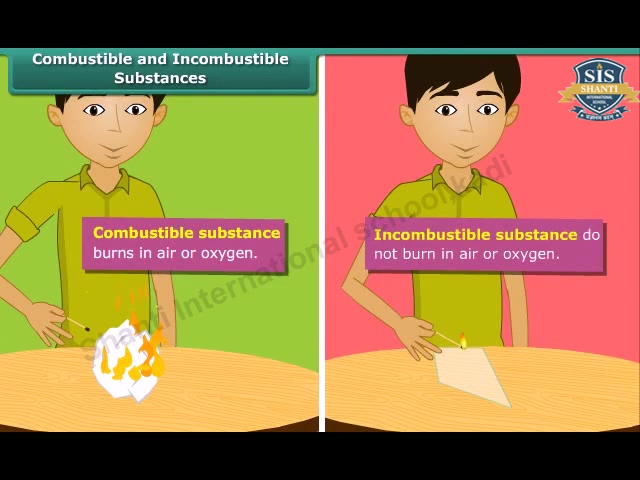 Combustible and Incombustible
Substances
SIS
SHANTI
INTERNATIONAL
SCHOOL
Combustible substance
burns in air or oxygen.
Incombustible substance do
not burn in air or oxygen.
Shanti International school,kadi